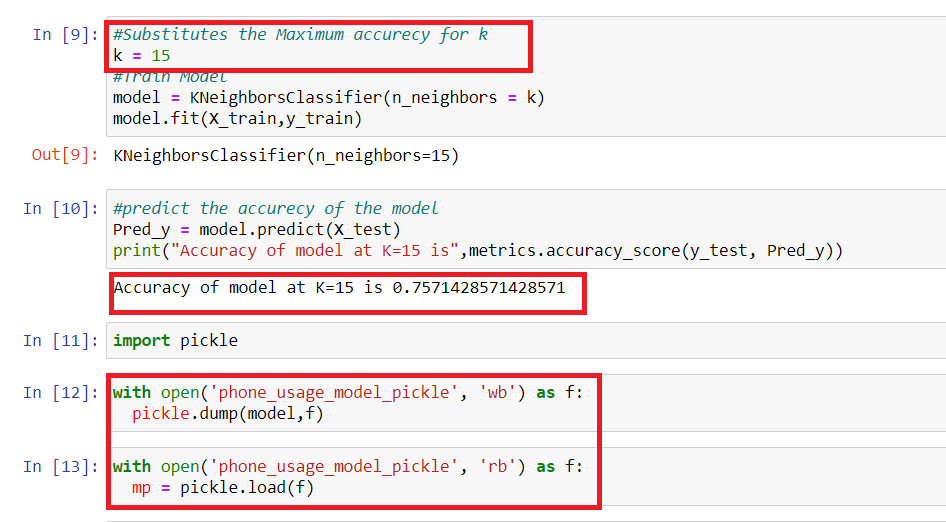 In [9]: #Substitutes the Maximum accurecy for k
k = 15
#Train Model
model = KNeighborsClassifier(n_neighbors = k)
model.fit(X_train,y_train)
Out[9]: KNeighborsClassifier(n_neighbors=15)
In [10]: #predict the accurecy of the model
Pred_y = model.predict(X_test)
print("Accuracy of model at K=15 is",metrics.accuracy_score(y_test, Pred_y))
Accuracy of model at K=15 is 0.7571428571428571
In [11]: import pickle
In [12]: with open('phone_usage_model_pickle', 'wb') as f:
  pickle.dump(model,f)
In [13]: with open('phone_usage_model_pickle', 'rb') as f:
  mp = pickle.load(f)